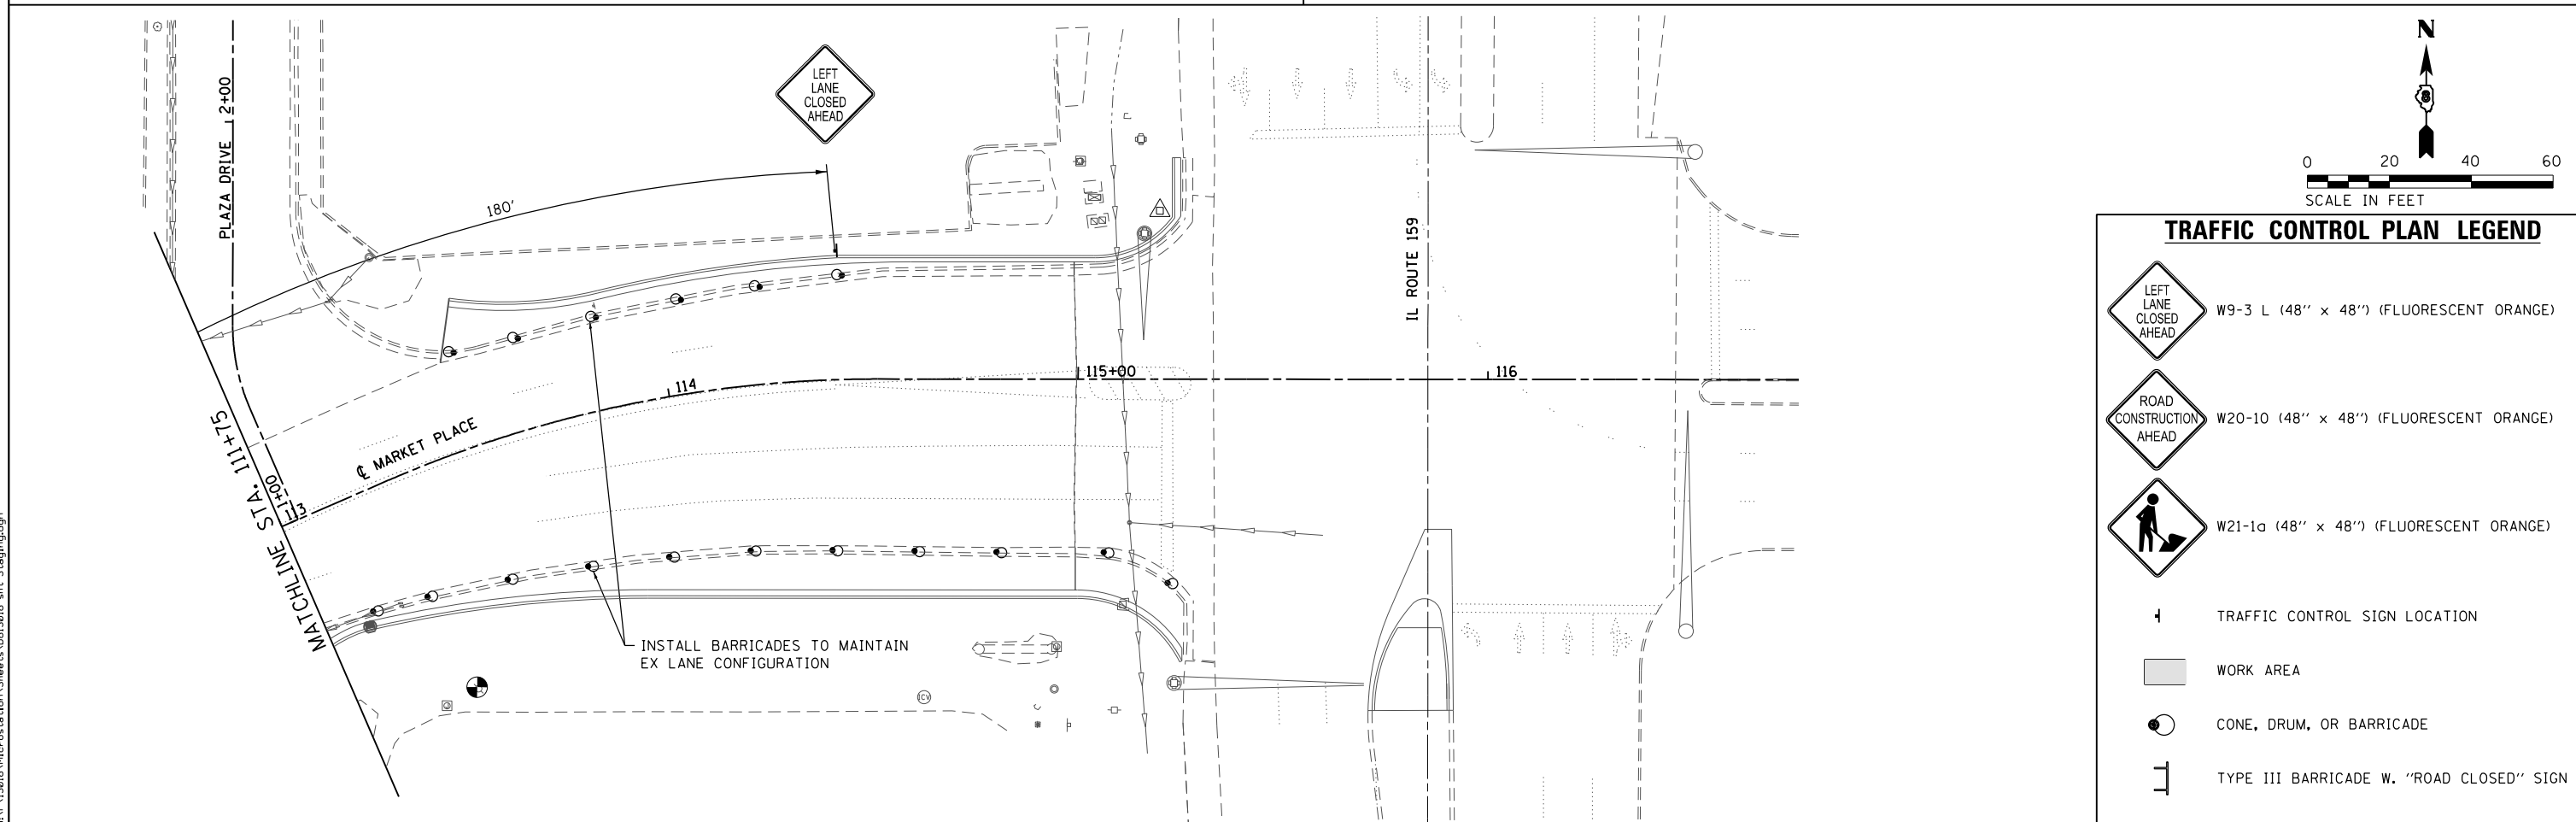 N
8
0 20 40 60
SCALE IN FEET
LEFT
LANE
CLOSED
AHEAD
PLAZA DRIVE
2+00
180'
IL ROUTE 159
114
115+00
116
℄ MARKET PLACE
113
11+00
MATCHLINE STA. 111+75
INSTALL BARRICADES TO MAINTAIN
EX LANE CONFIGURATION
ICV
TRAFFIC CONTROL PLAN LEGEND
LEFT
LANE
CLOSED
AHEAD
W9-3 L (48" x 48") (FLUORESCENT ORANGE)
ROAD
CONSTRUCTION
AHEAD
W20-10 (48" x 48") (FLUORESCENT ORANGE)
W21-1a (48" x 48") (FLUORESCENT ORANGE)
TRAFFIC CONTROL SIGN LOCATION
WORK AREA
CONE, DRUM, OR BARRICADE
TYPE III BARRICADE W. "ROAD CLOSED" SIGN